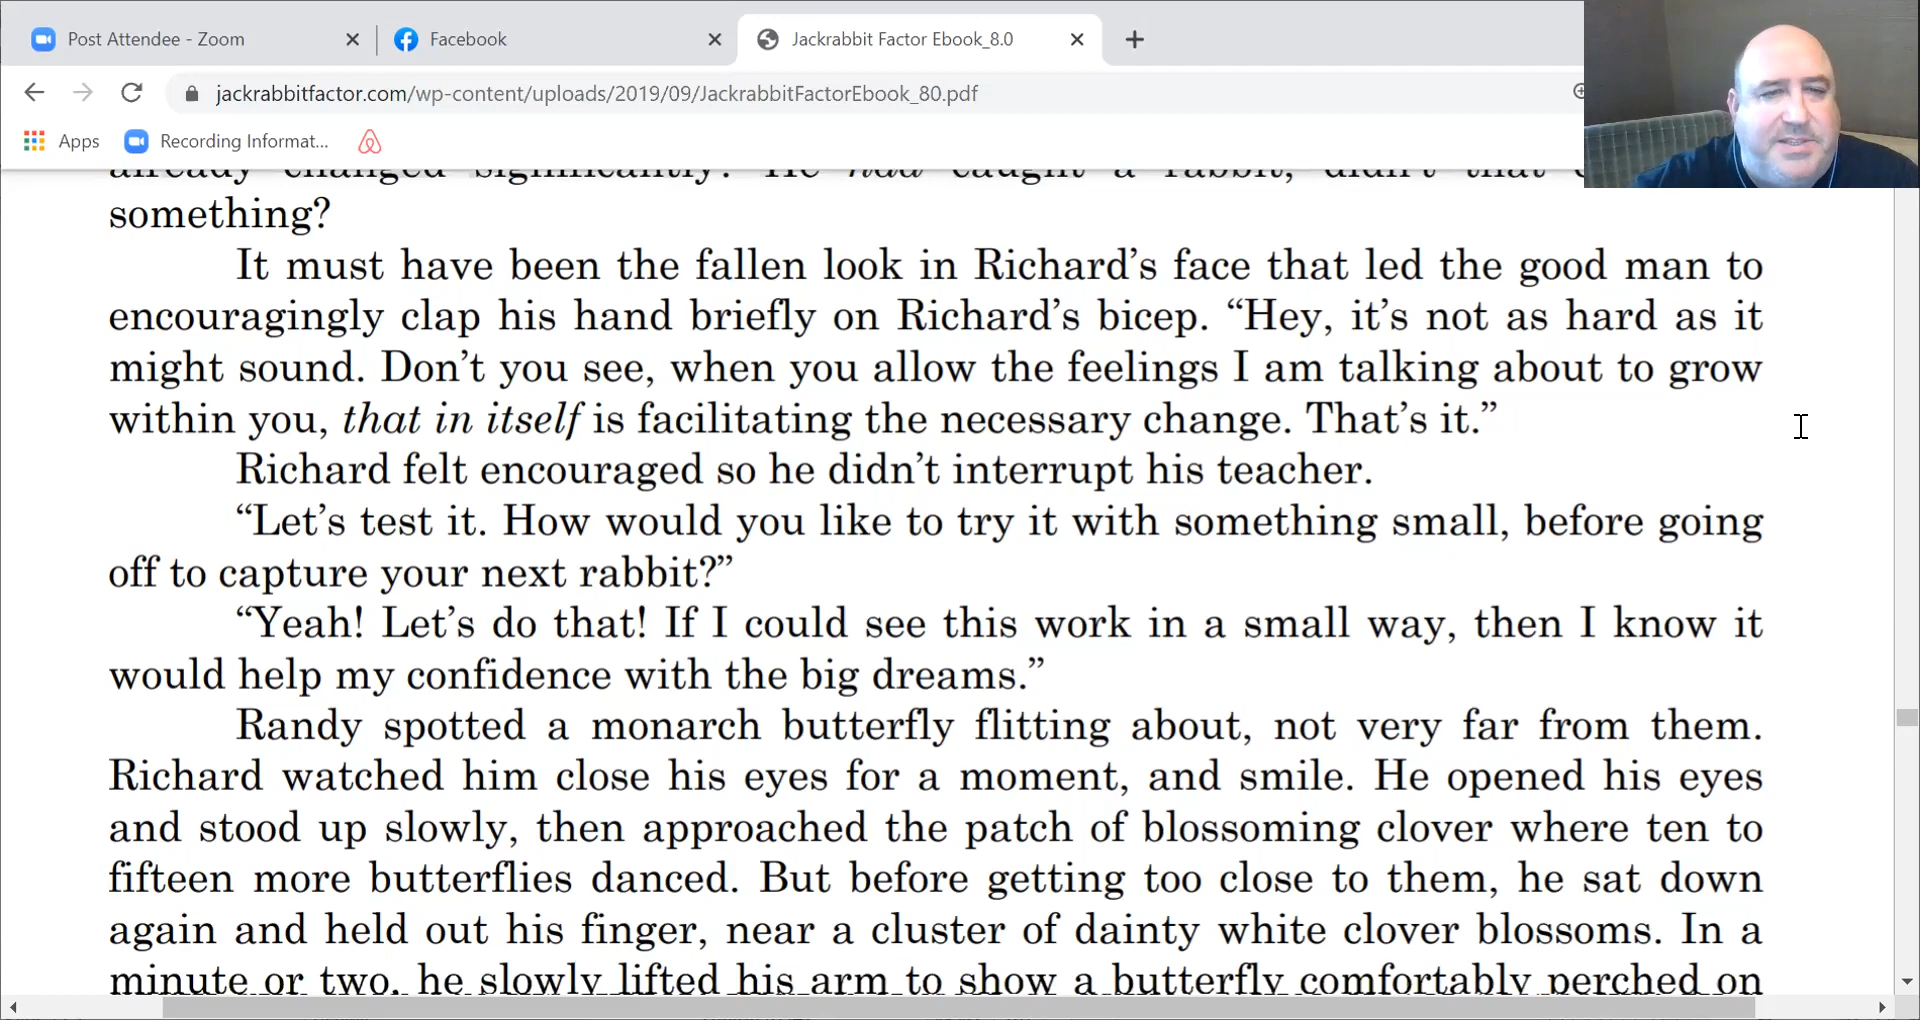 Post Attendee - Zoom
Facebook
Jackrabbit Factor Ebook_8.0
jackrabbitfactor.com/wp-content/uploads/2019/09/JackrabbitFactorEbook_80.pdf
Apps
Recording Informat...
already changed significantly? He had caught a rabbit, didn't that
something?
It must have been the fallen look in Richard's face that led the good man to
encouragingly clap his hand briefly on Richard's bicep. “Hey, it's not as hard as it
might sound. Don't you see, when you allow the feelings I am talking about to grow
within you, that in itself is facilitating the necessary change. That's it.”
Richard felt encouraged so he didn't interrupt his teacher.
“Let's test it. How would you like to try it with something small, before going
off to capture your next rabbit?”
“Yeah! Let's do that! If I could see this work in a small way, then I know it
would help my confidence with the big dreams.”
Randy spotted a monarch butterfly flitting about, not very far from them.
Richard watched him close his eyes for a moment, and smile. He opened his eyes
and stood up slowly, then approached the patch of blossoming clover where ten to
fifteen more butterflies danced. But before getting too close to them, he sat down
again and held out his finger, near a cluster of dainty white clover blossoms. In a
minute or two, he slowly lifted his arm to show a butterfly comfortably perched on